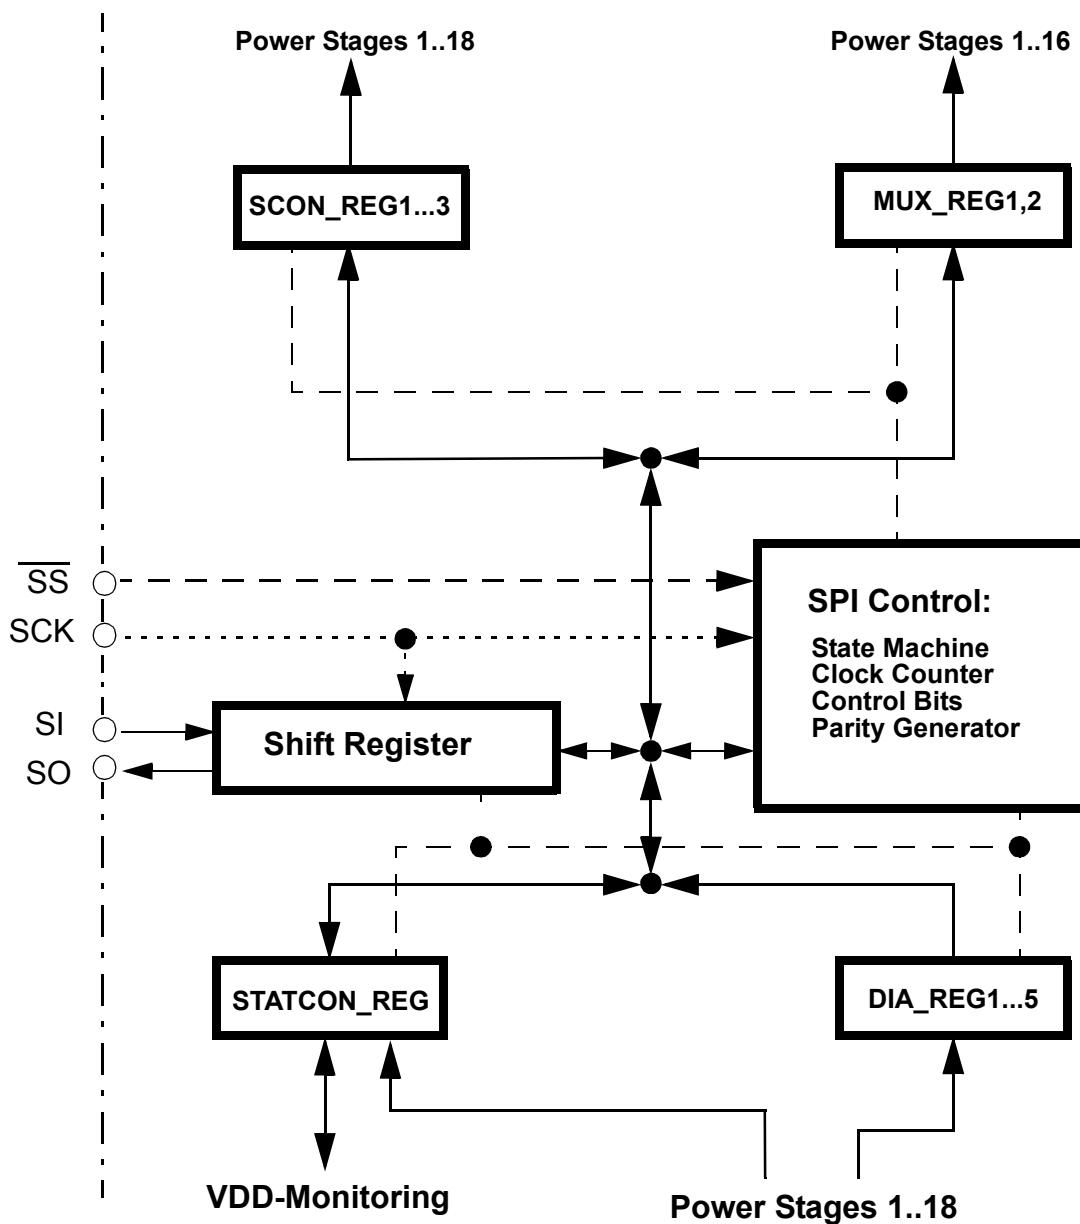 Power Stages 1..18
Power Stages 1..16
SCON_REG1...3
MUX_REG1,2
SS
SCK
SPI Control:
State Machine
Clock Counter
Control Bits
Parity Generator
SI
SO
Shift Register
STATCON_REG
DIA_REG1...5
VDD-Monitoring
Power Stages 1..18